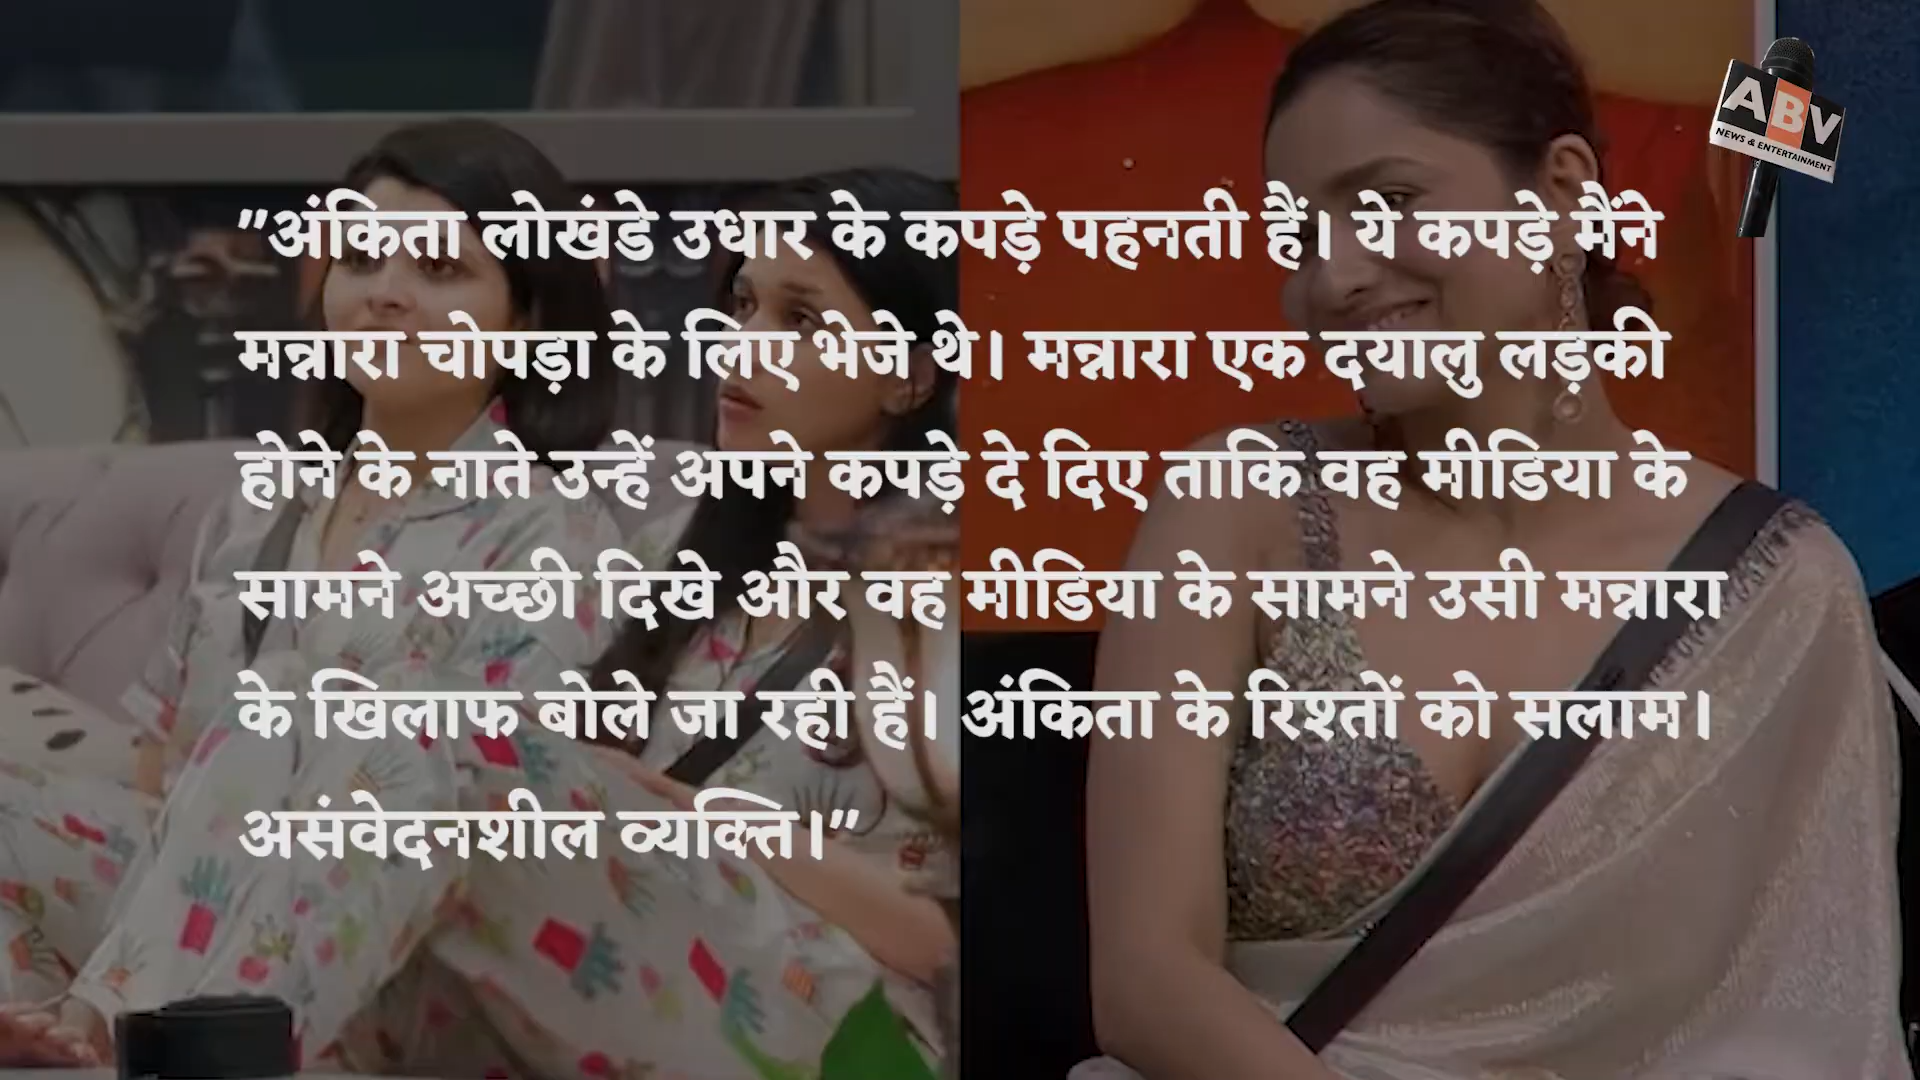 "अंकिता लोखंडे उधार के कपड़े पहनती हैं। ये कपड़े मैंने
मन्नारा चोपड़ा के लिए भेजे थे। मन्नारा एक दयालु लड़की
होने के नाते उन्हें अपने कपड़े दे दिए ताकि वह मीडिया के
सामने अच्छी दिखे और वह मीडिया के सामने उसी मन्नारा
के खिलाफ बोले जा रही हैं। अंकिता के रिश्तों को सलाम।
असंवेदनशील व्यक्ति।"
ABV
NEWS & ENTERTAINMENT